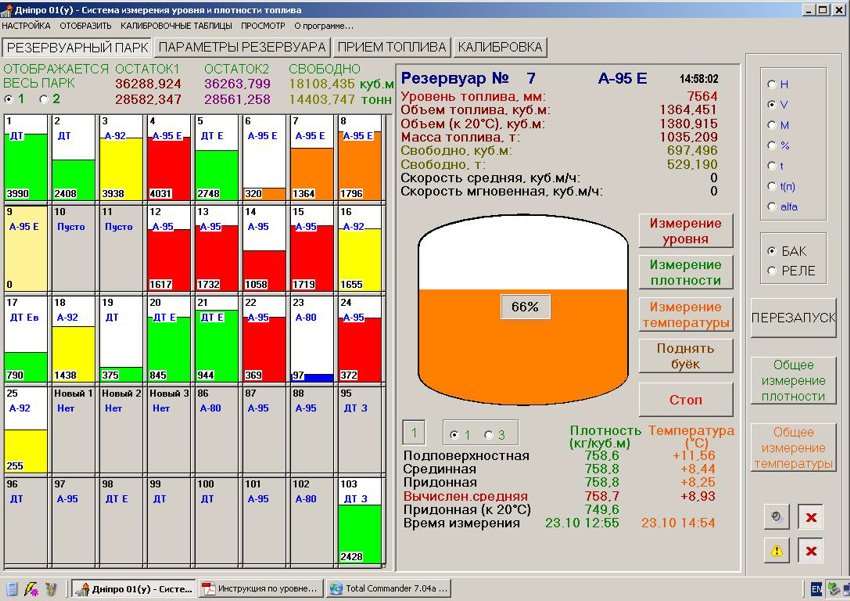 Дніпро 01(у) - Система измерения уровня и плотности топлива
НАСТРОЙКА ОТОБРАЗИТЬ КАЛИБРОВОЧНЫЕ ТАБЛИЦЫ ПРОСМОТР О программе...
РЕЗЕРВУАРНЫЙ ПАРК ПАРАМЕТРЫ РЕЗЕРВУАРА ПРИЕМ ТОПЛИВА КАЛИБРОВКА
ОТОБРАЖАЕТСЯ ОСТАТОК1 ОСТАТОК2 СВОБОДНО
ВЕСЬ ПАРК 36288,924 36263,799 18108,435 куб.м
1 2 28582,347 28561,258 14403,747 тонн
1 2 3 4 5 6 7 8
ДТ ДТ А-92 А-95 Е ДТ Е А-95 Е А-95 Е А-95 Е
3990 2408 3938 4031 2748 320 1364 1796
9 10 11 12 13 14 15 16
А-95 Е Пусто Пусто А-95 А-95 А-95 А-95 А-92
0 1617 1732 1058 1719 1655
17 18 19 20 21 22 23 24
ДТ Ев А-92 ДТ ДТ Е ДТ Е А-95 А-80 А-95
790 1438 375 845 944 369 97 372
25 Новый 1 Новый 2 Новый 3 86 87 88 95
А-92 Нет Нет Нет А-80 А-95 А-95 ДТ З
255
96 97 98 99 100 101 102 103
ДТ А-95 ДТ Е ДТ ДТ А-95 А-80 ДТ З
2428
Резервуар № 7 А-95 Е 14:58:02
Уровень топлива, мм: 7564
Объем топлива, куб.м: 1364,451
Объем (к 20°С), куб.м: 1380,915
Масса топлива, т: 1035,209
Свободно, куб.м: 697,496
Свободно, т: 529,190
Скорость средняя, куб.м/ч: 0
Скорость мгновенная, куб.м/ч: 0
66%
Измерение
уровня
Измерение
плотности
Измерение
температуры
Поднять
буёк
Стоп
1 1 3 Плотность Температура
(кг/куб.м) (°С)
Подповерхностная 758,6 +11,56
Срединная 758,8 +8,44
Придонная 758,8 +8,25
Вычислен.средняя 758,7 +8,93
Придонная (к 20°С) 749,6
Время измерения 23.10 12:55 23.10 14:54
H
V
M
%
t
t(п)
alfa
БАК
РЕЛЕ
ПЕРЕЗАПУСК
Общее
измерение
плотности
Общее
измерение
температуры
Дніпро 01(у) - Систе... Инструкция по уровне... Total Commander 7.04a ... EN